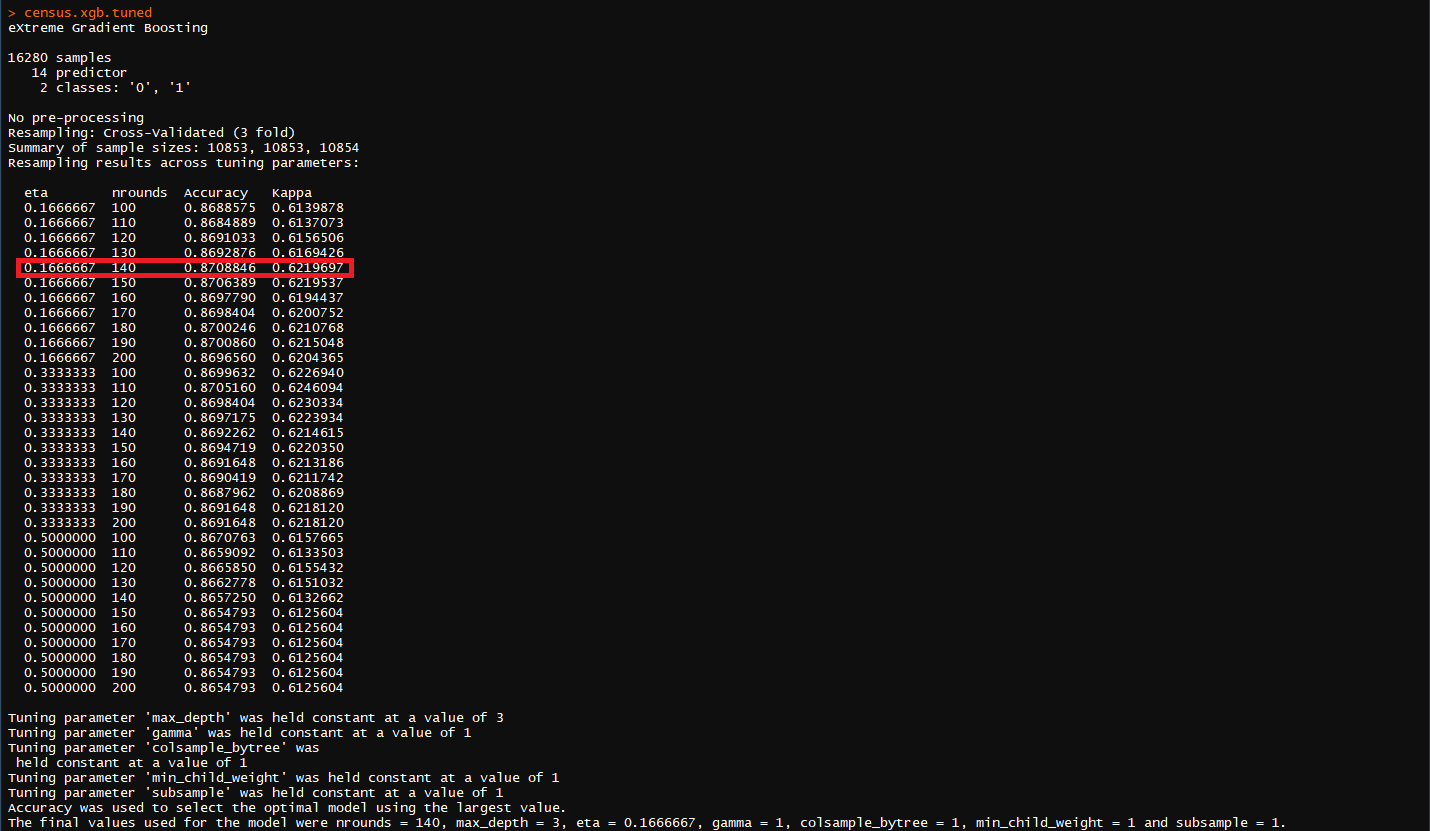 > census.xgb.tuned
eXtreme Gradient Boosting
16280 samples
14 predictor
2 classes: '0', '1'
No pre-processing
Resampling: Cross-Validated (3 fold)
Summary of sample sizes: 10853, 10853, 10854
Resampling results across tuning parameters:
eta nrounds Accuracy Kappa
0.1666667 100 0.8688575 0.6139878
0.1666667 110 0.8684889 0.6137073
0.1666667 120 0.8691033 0.6156506
0.1666667 130 0.8692876 0.6169426
0.1666667 140 0.8708846 0.6219697
0.1666667 150 0.8706389 0.6219537
0.1666667 160 0.8697790 0.6194437
0.1666667 170 0.8698404 0.6200752
0.1666667 180 0.8700246 0.6210768
0.1666667 190 0.8700860 0.6215048
0.1666667 200 0.8696560 0.6204365
0.3333333 100 0.8699632 0.6226940
0.3333333 110 0.8705160 0.6246094
0.3333333 120 0.8698404 0.6230334
0.3333333 130 0.8697175 0.6223934
0.3333333 140 0.8692262 0.6214615
0.3333333 150 0.8694719 0.6220350
0.3333333 160 0.8691648 0.6213186
0.3333333 170 0.8690419 0.6211742
0.3333333 180 0.8687962 0.6208869
0.3333333 190 0.8691648 0.6218120
0.3333333 200 0.8691648 0.6218120
0.5000000 100 0.8670763 0.6157665
0.5000000 110 0.8659092 0.6133503
0.5000000 120 0.8665850 0.6155432
0.5000000 130 0.8662778 0.6151032
0.5000000 140 0.8657250 0.6132662
0.5000000 150 0.8654793 0.6125604
0.5000000 160 0.8654793 0.6125604
0.5000000 170 0.8654793 0.6125604
0.5000000 180 0.8654793 0.6125604
0.5000000 190 0.8654793 0.6125604
0.5000000 200 0.8654793 0.6125604
Tuning parameter 'max_depth' was held constant at a value of 3
Tuning parameter 'gamma' was held constant at a value of 1
Tuning parameter 'colsample_bytree' was
held constant at a value of 1
Tuning parameter 'min_child_weight' was held constant at a value of 1
Tuning parameter 'subsample' was held constant at a value of 1
Accuracy was used to select the optimal model using the largest value.
The final values used for the model were nrounds = 140, max_depth = 3, eta = 0.1666667, gamma = 1, colsample_bytree = 1, min_child_weight = 1 and subsample = 1.